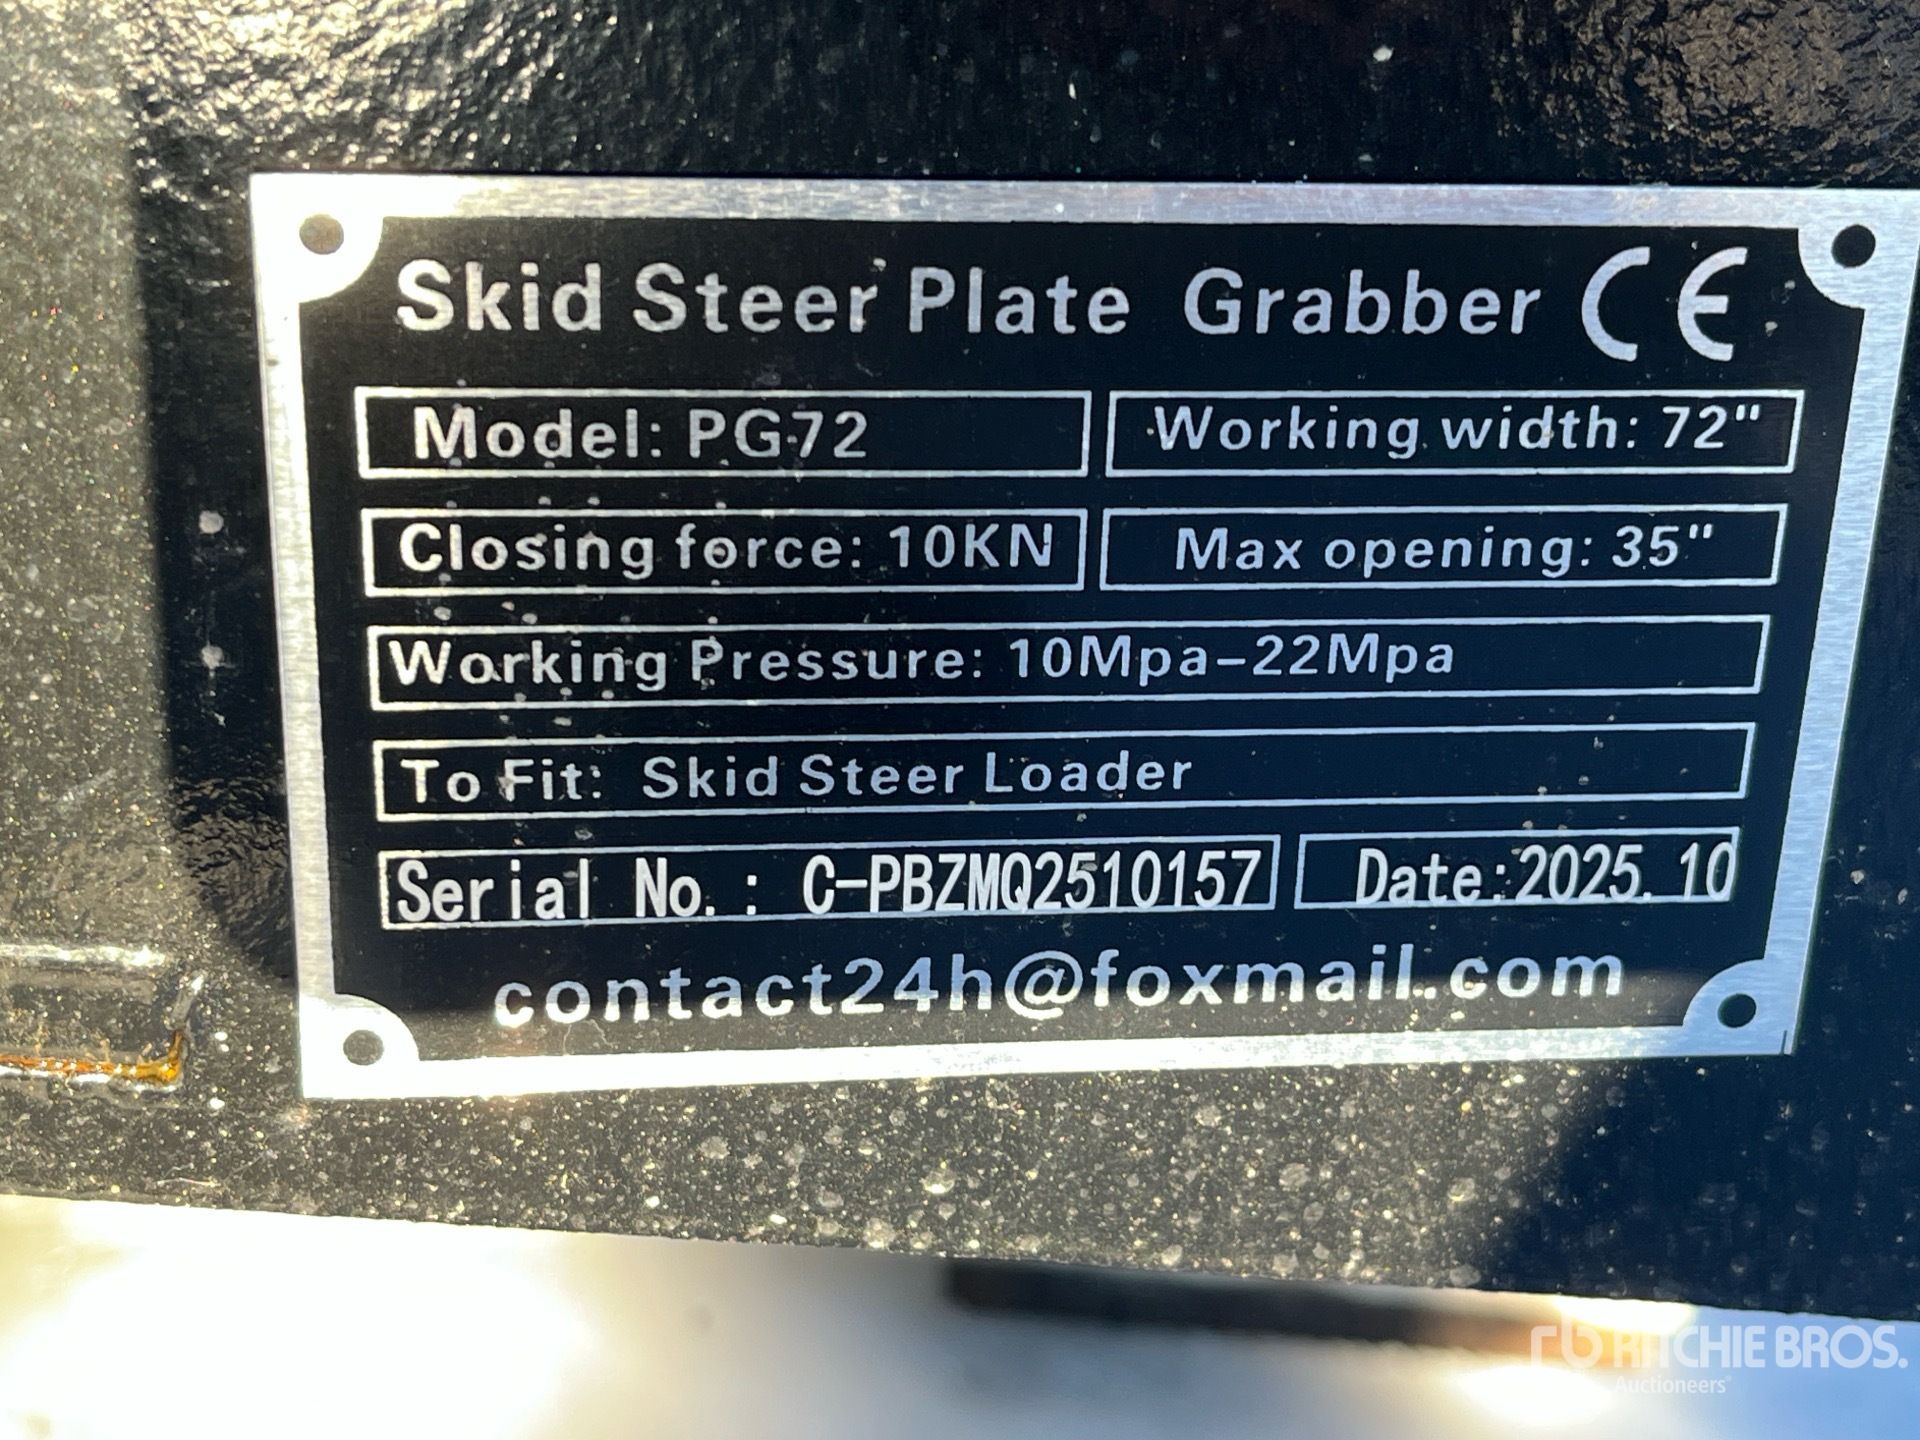 Skid Steer Plate Grabber CE
Model: PG72
Working width: 72"
Closing force: 10KN
Max opening: 35"
Working Pressure: 10Mpa-22Mpa
To Fit: Skid Steer Loader
Serial No.: C-PBZMQ2510157
Date:2025.10
contact24h@foxmail.com
rb RITCHIE BROS.
Auctioneers